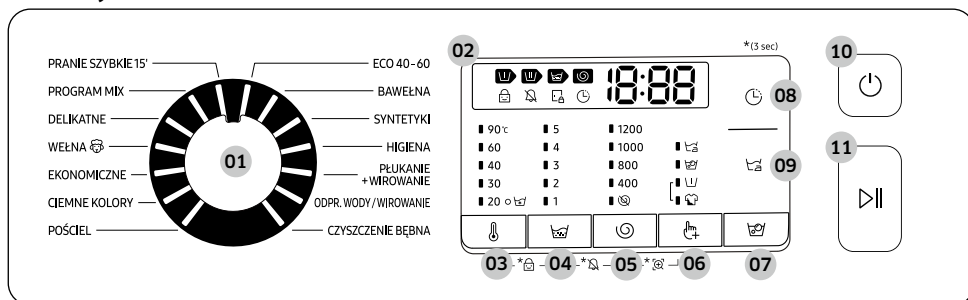 *(3 sec)
02
10
PRANIE SZYBKIE 15'
ECO 40-60
18:88
PROGRAM MIX
BAWEŁNA
08
DELIKATNE
SYNTETYKI
90°c 5 1200
60 4 1000
WEŁNA
01
HIGIENA
40 3 800
09
11
EKONOMICZNE
PŁUKANIE
+WIROWANIE
30 2 400
CIEMNE KOLORY
ODPR. WODY/WIROWANIE
20 1
POŚCIEL
CZYSZCZENIE BĘBNA
03 * 04 * 05 * 06 07